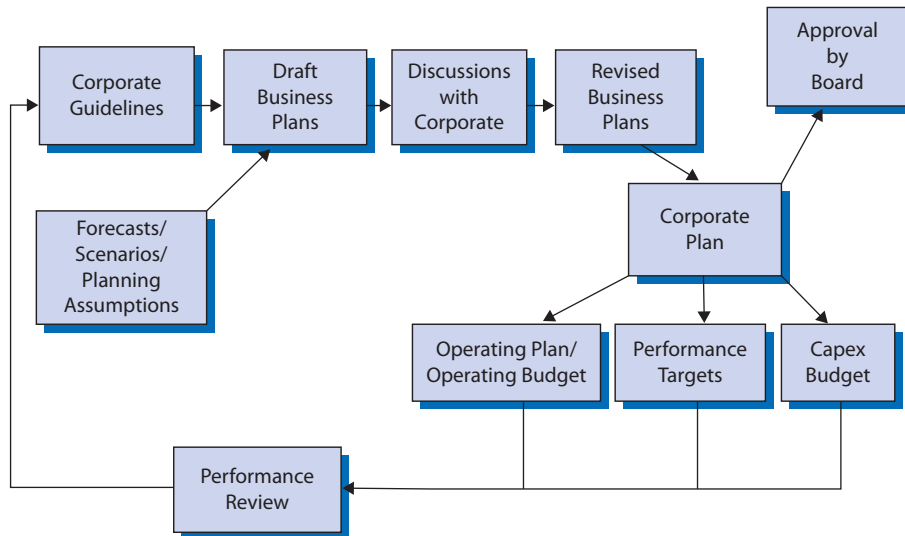 Corporate
Guidelines
Draft
Business
Plans
Discussions
with
Corporate
Revised
Business
Plans
Approval
by
Board
Forecasts/
Scenarios/
Planning
Assumptions
Corporate
Plan
Operating Plan/
Operating Budget
Performance
Targets
Capex
Budget
Performance
Review